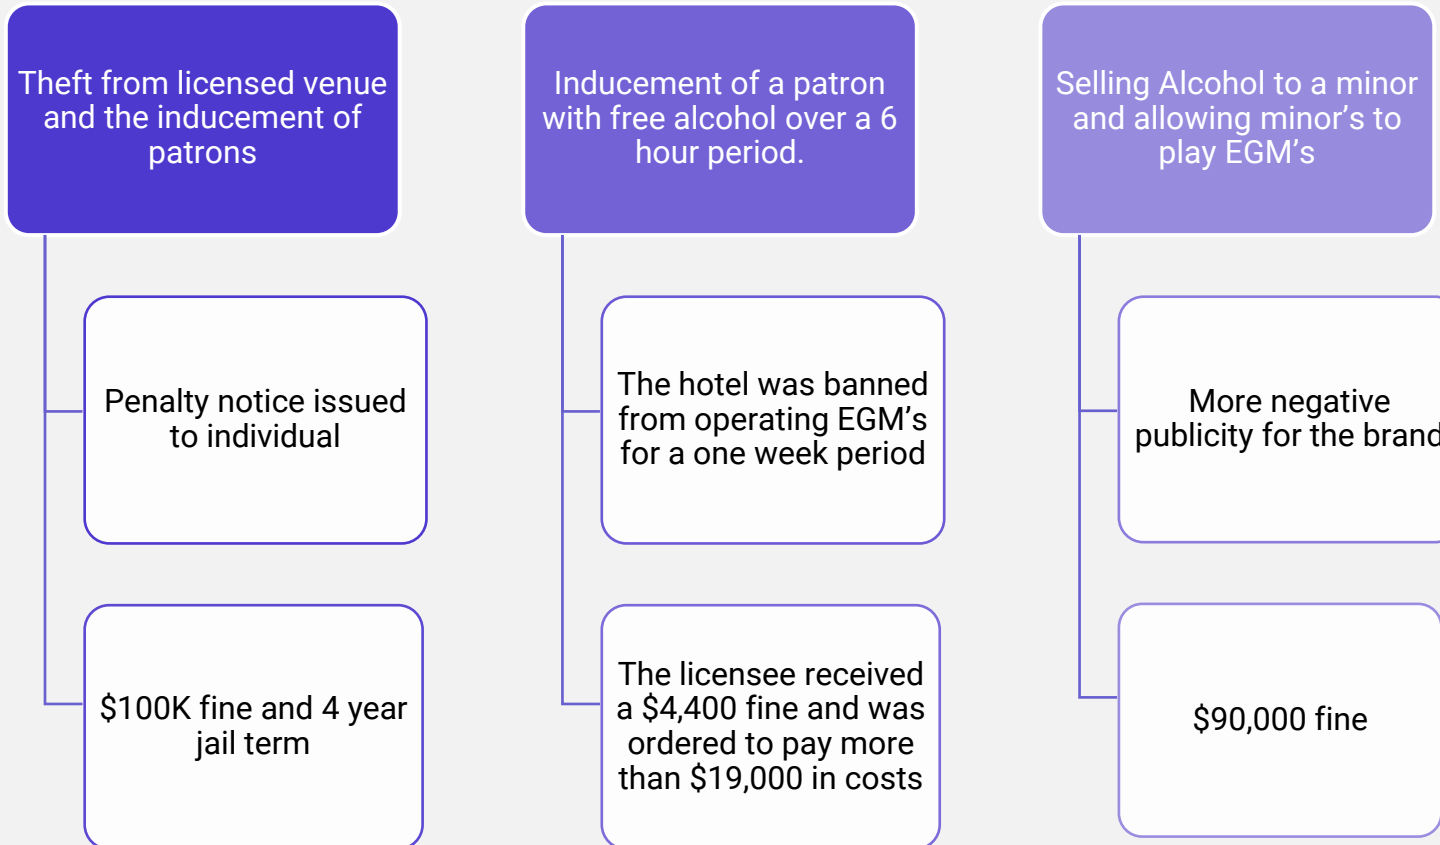 Theft from licensed venue
and the inducement of
patrons
Penalty notice issued
to individual
$100K fine and 4 year
jail term
Inducement of a patron
with free alcohol over a 6
hour period.
The hotel was banned
from operating EGM’s
for a one week period
The licensee received
a $4,400 fine and was
ordered to pay more
than $19,000 in costs
Selling Alcohol to a minor
and allowing minor’s to
play EGM’s
More negative
publicity for the brand
$90,000 fine